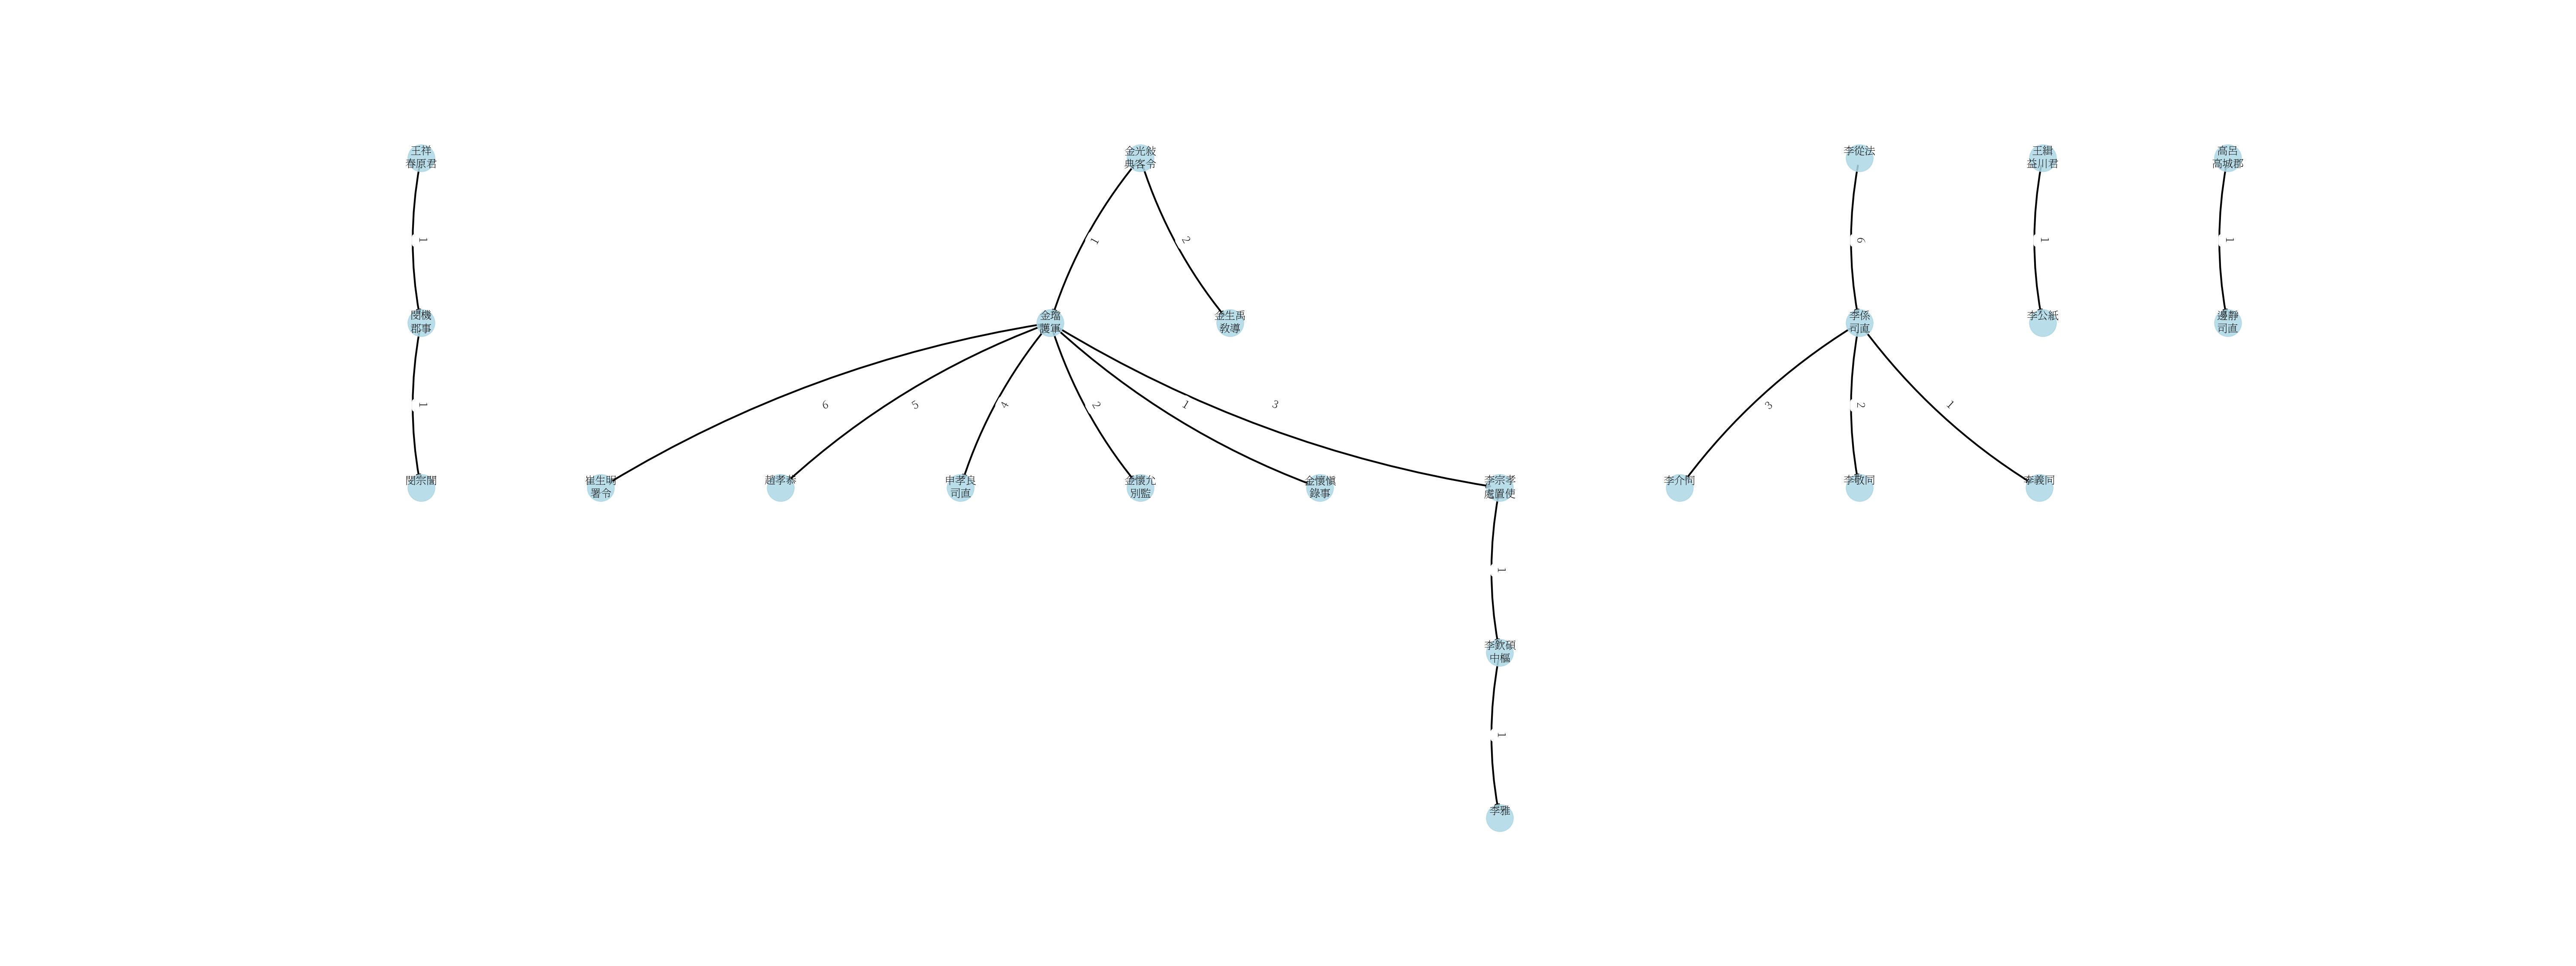 王祥
春原君
金光敍
典客令
李從法
王緝
益川君
高呂
高城郡
1
1
2
6
1
1
閔機
郡事
金瑠
護軍
金生禹
敎導
李係
司直
李公紙
邊靜
司直
1
6
5
4
2
1
3
3
2
1
閔宗闇
崔生明
署令
趙孝恭
申孝良
司直
金懷允
別監
金懷愼
錄事
李宗孝
處置使
李介同
李敬同
李義同
1
李欽碩
中樞
1
李雅